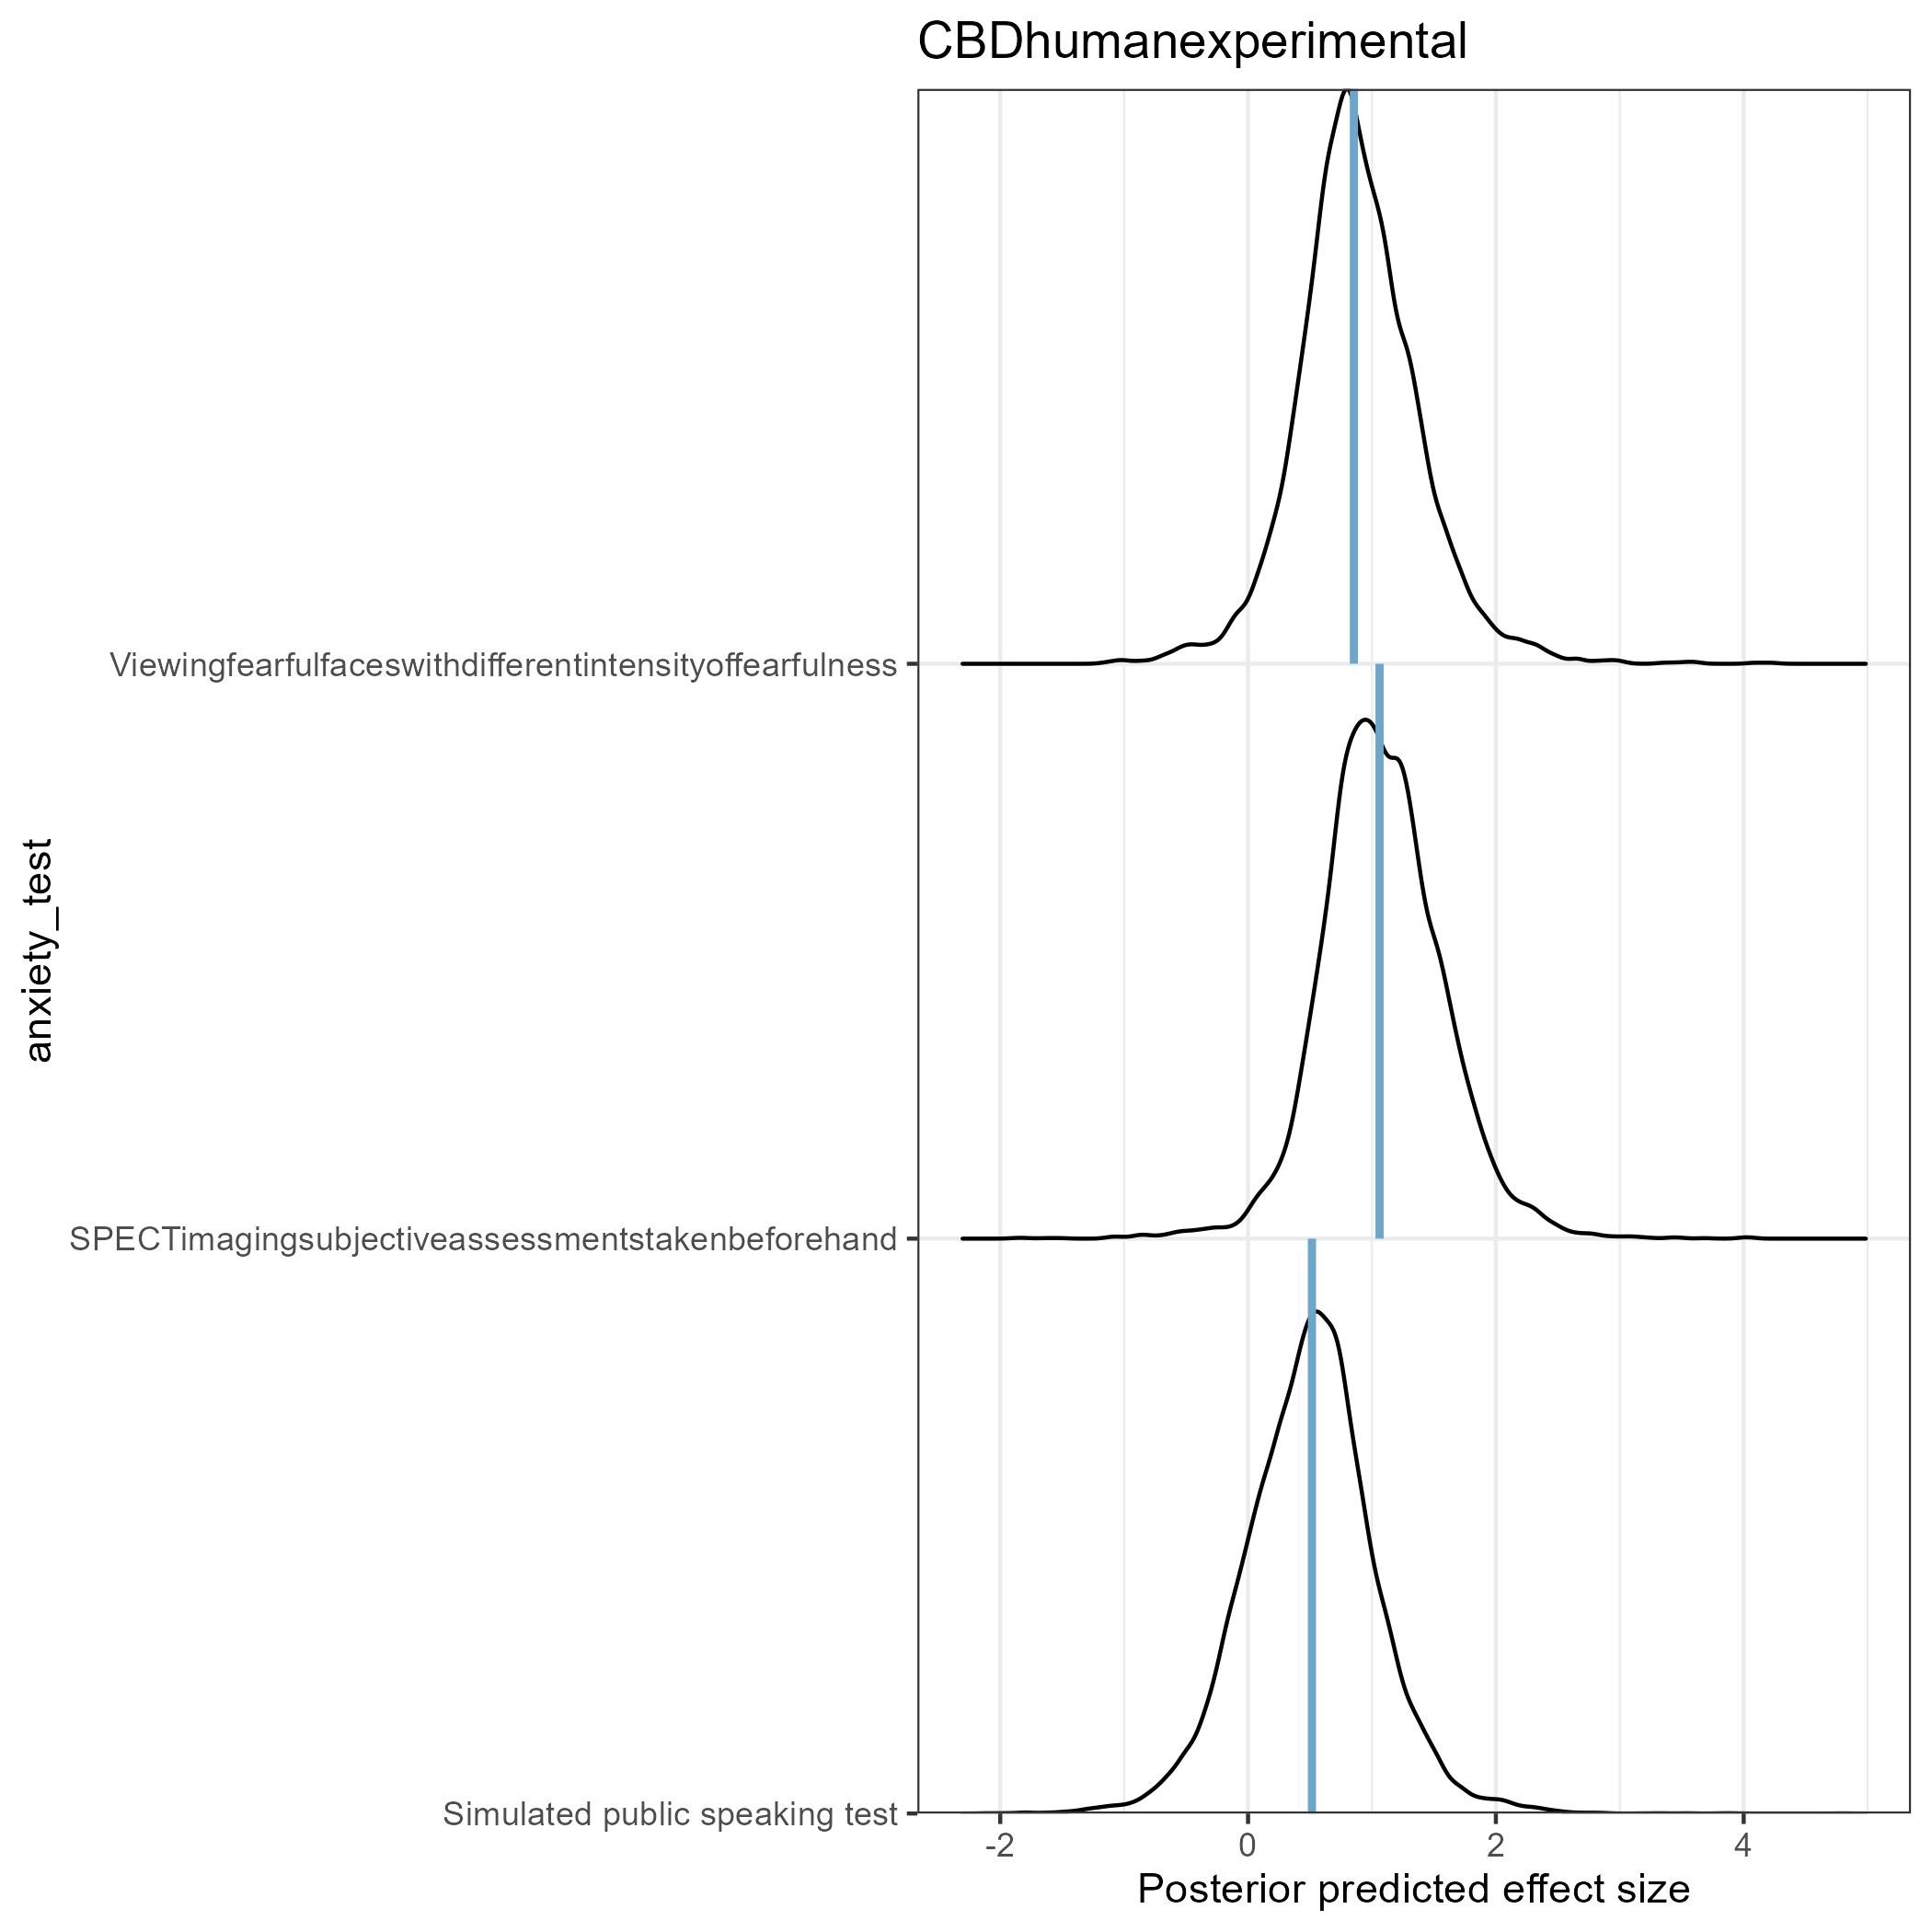 CBDhumanexperimental
anxiety_test
Viewingfearfulfaceswithdifferentintensityoffearfulness
SPECTimagingsubjectiveassessmentstakenbeforehand
Simulated public speaking test
-2 0 2 4
Posterior predicted effect size